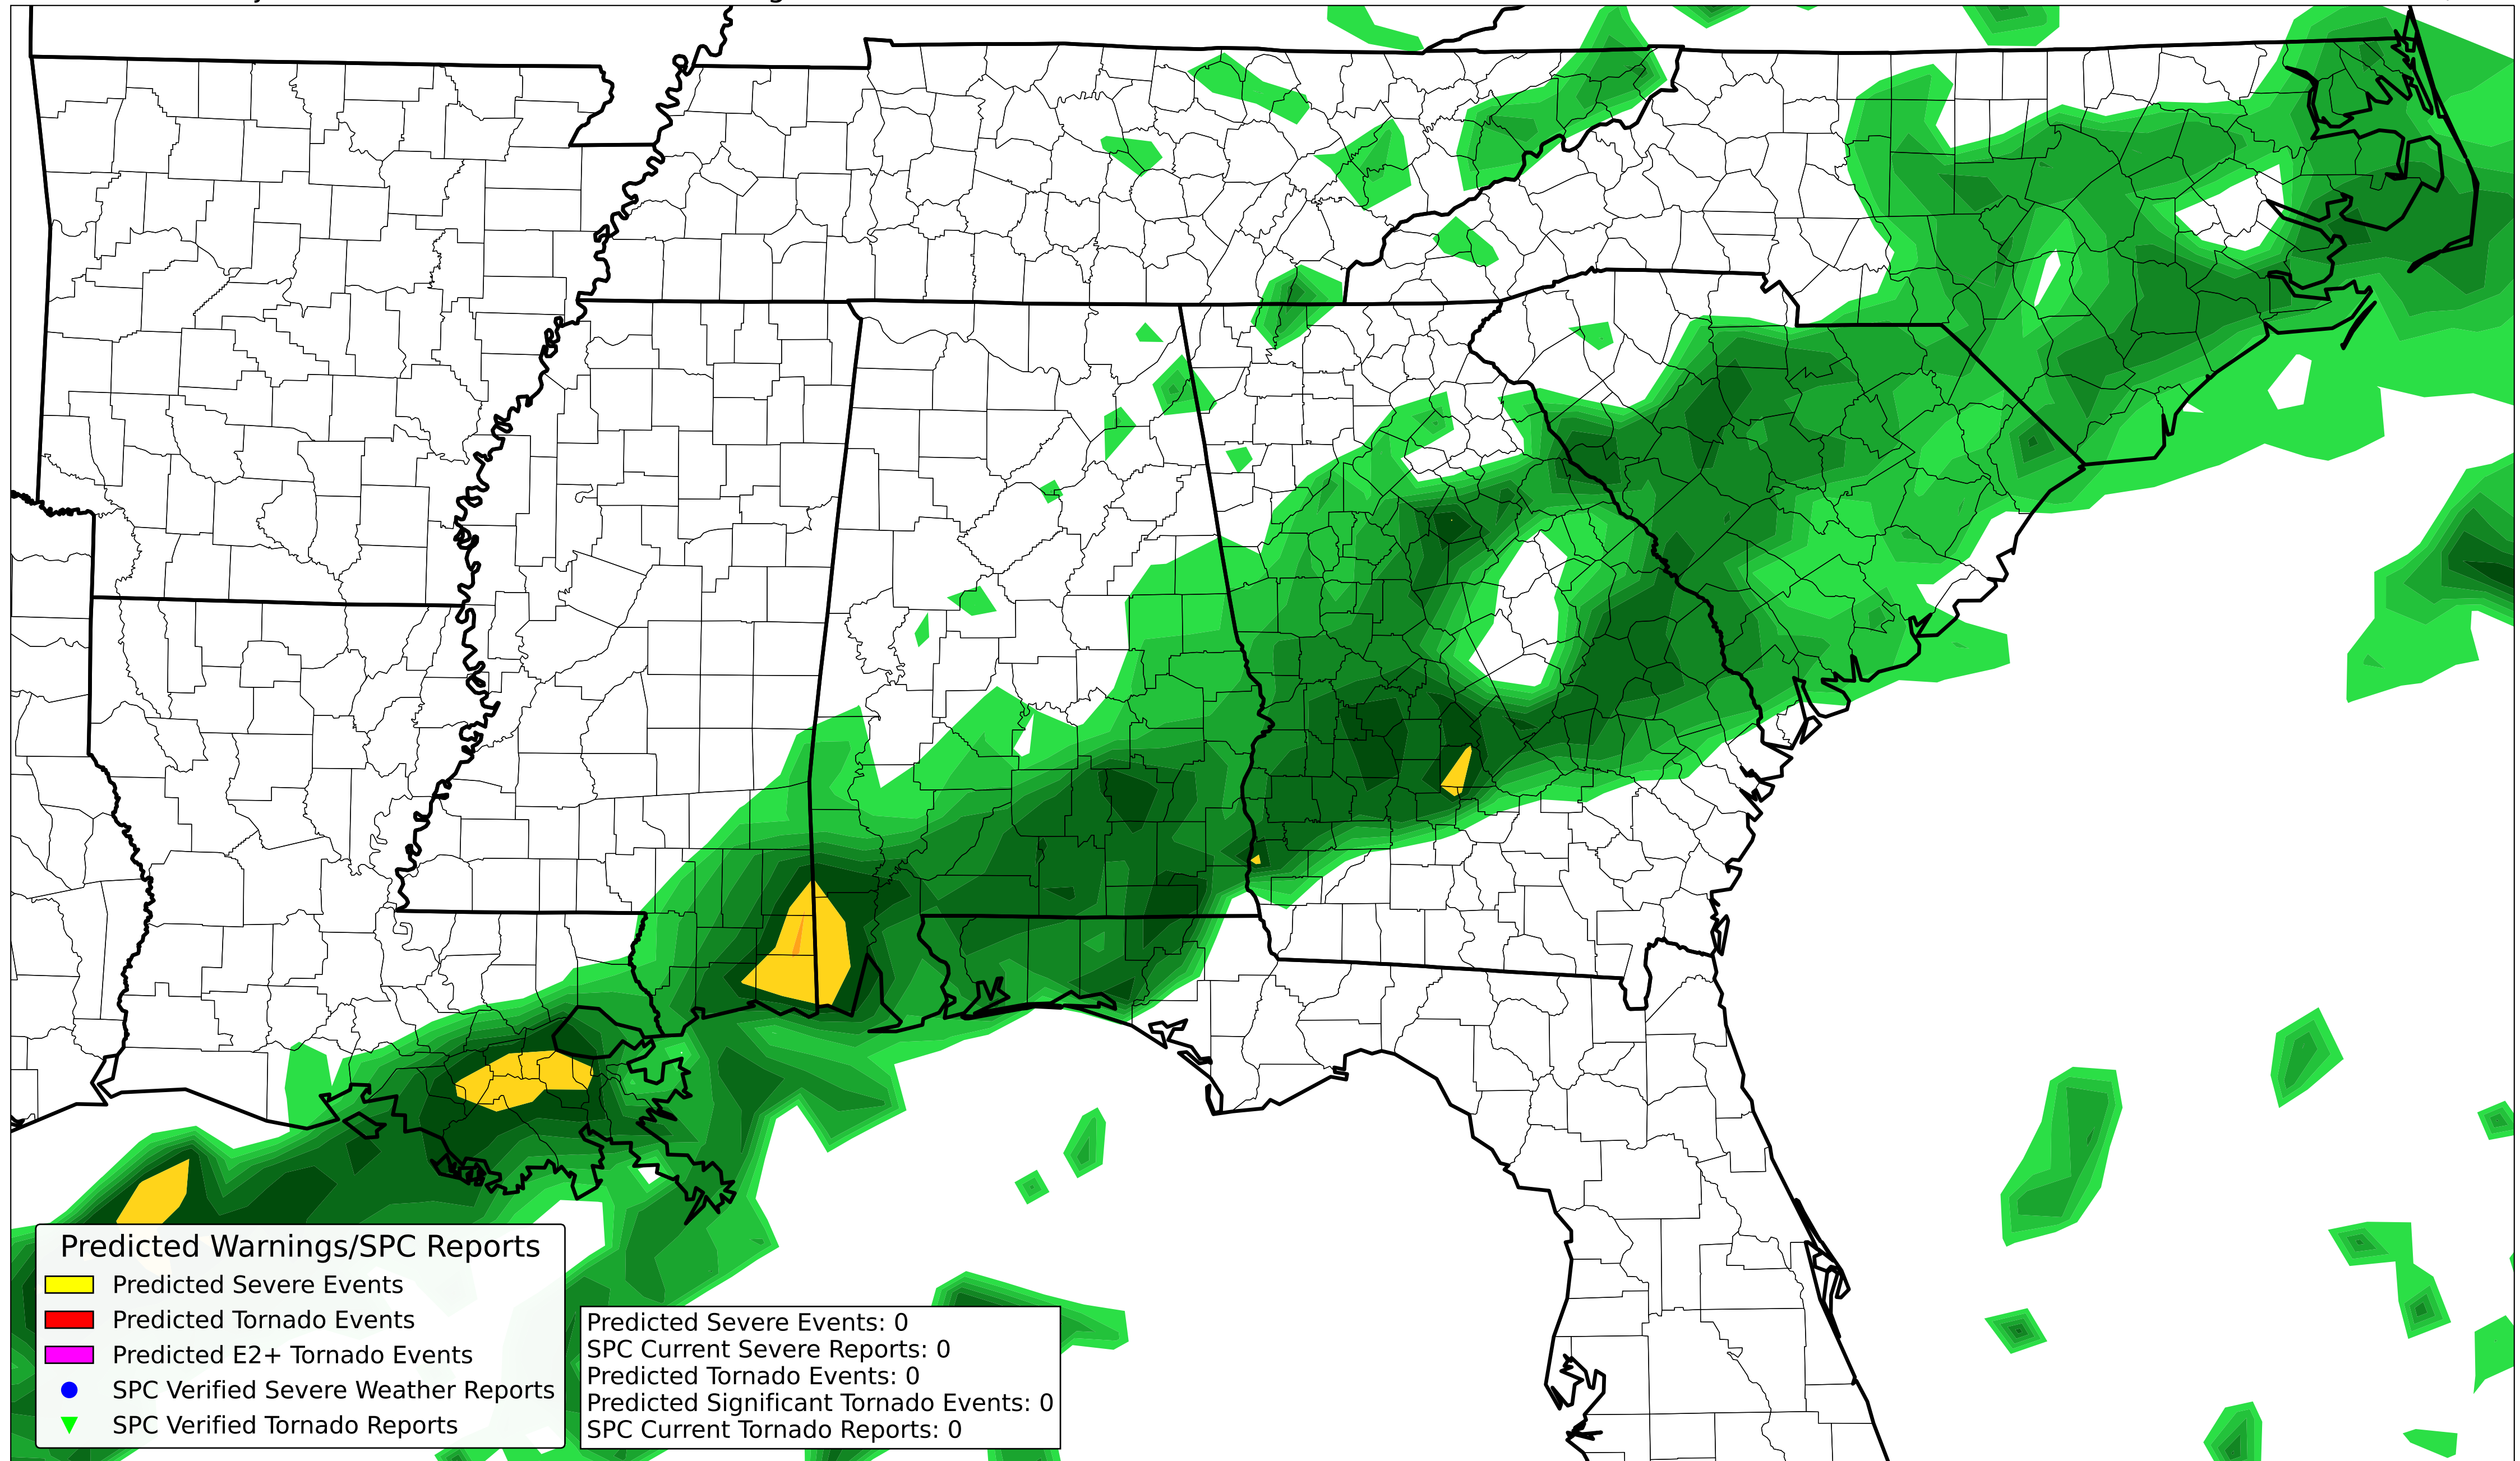 Predicted Warnings/SPC Reports
Predicted Severe Events
Predicted Tornado Events
Predicted E2+ Tornado Events
SPC Verified Severe Weather Reports
SPC Verified Tornado Reports
Predicted Severe Events: 0
SPC Current Severe Reports: 0
Predicted Tornado Events: 0
Predicted Significant Tornado Events: 0
SPC Current Tornado Reports: 0